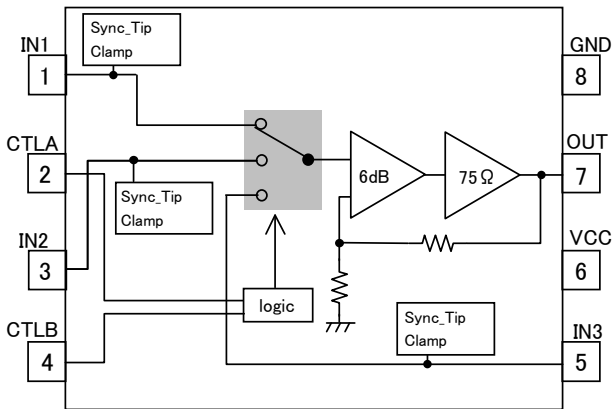 Sync_Tip
Clamp
IN1
1
GND
8
CTLA
2
6dB
75Ω
OUT
7
Sync_Tip
Clamp
IN2
3
VCC
6
logic
CTLB
4
Sync_Tip
Clamp
IN3
5